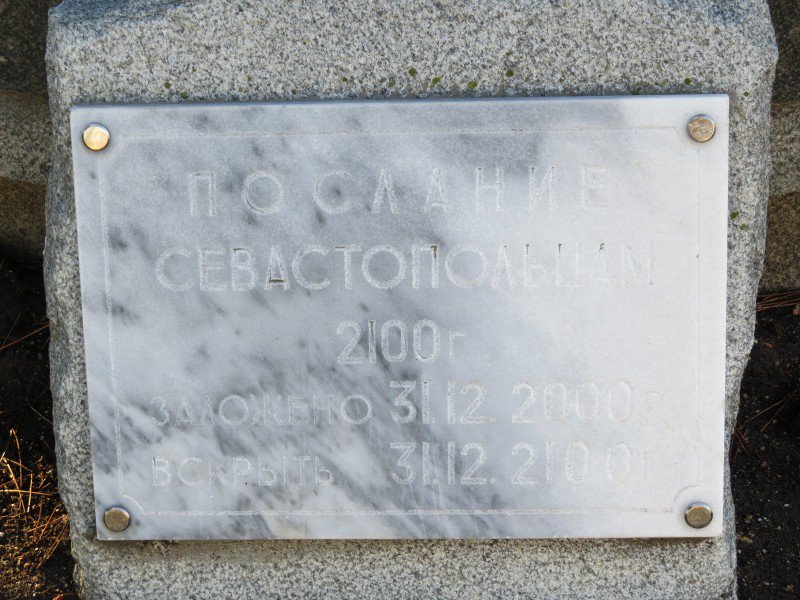 ПОСЛАНИЕ
СЕВАСТОПОЛЬЦАМ
2100г
ЗАЛОЖЕНО 31.12. 2000г
ВСКРЫТЬ 31.12. 2100г